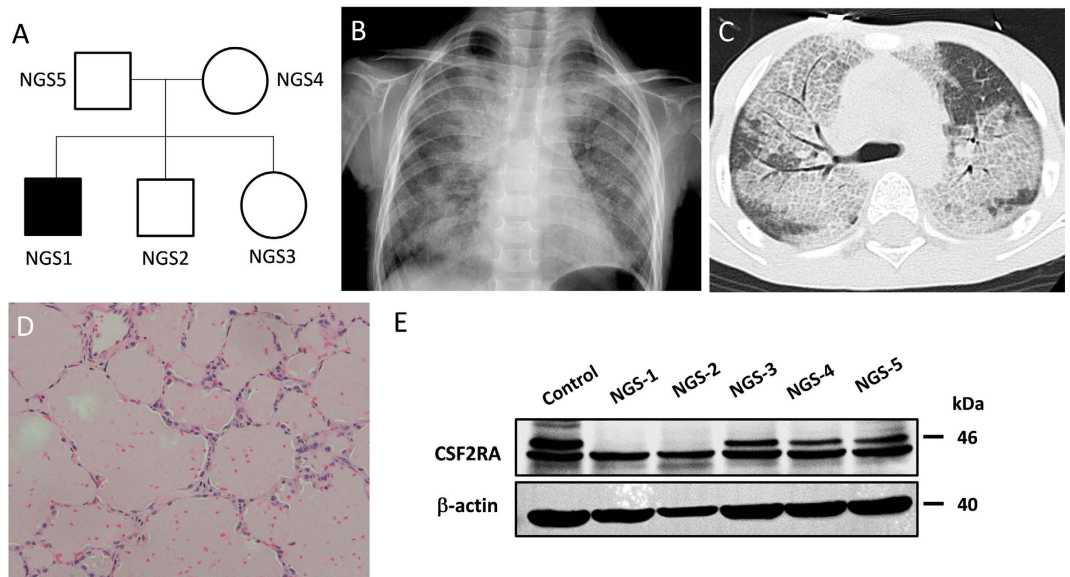 A
NGS5
NGS4
NGS1
NGS2
NGS3
B
C
D
E
Control
NGS-1
NGS-2
NGS-3
NGS-4
NGS-5
kDa
CSF2RA
46
β-actin
40